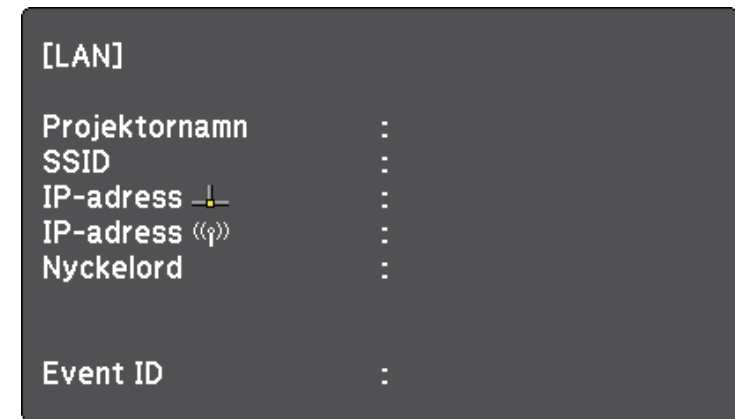 [LAN]
Projektornamn :
SSID :
IP-adress :
IP-adress :
Nyckelord :
Event ID :